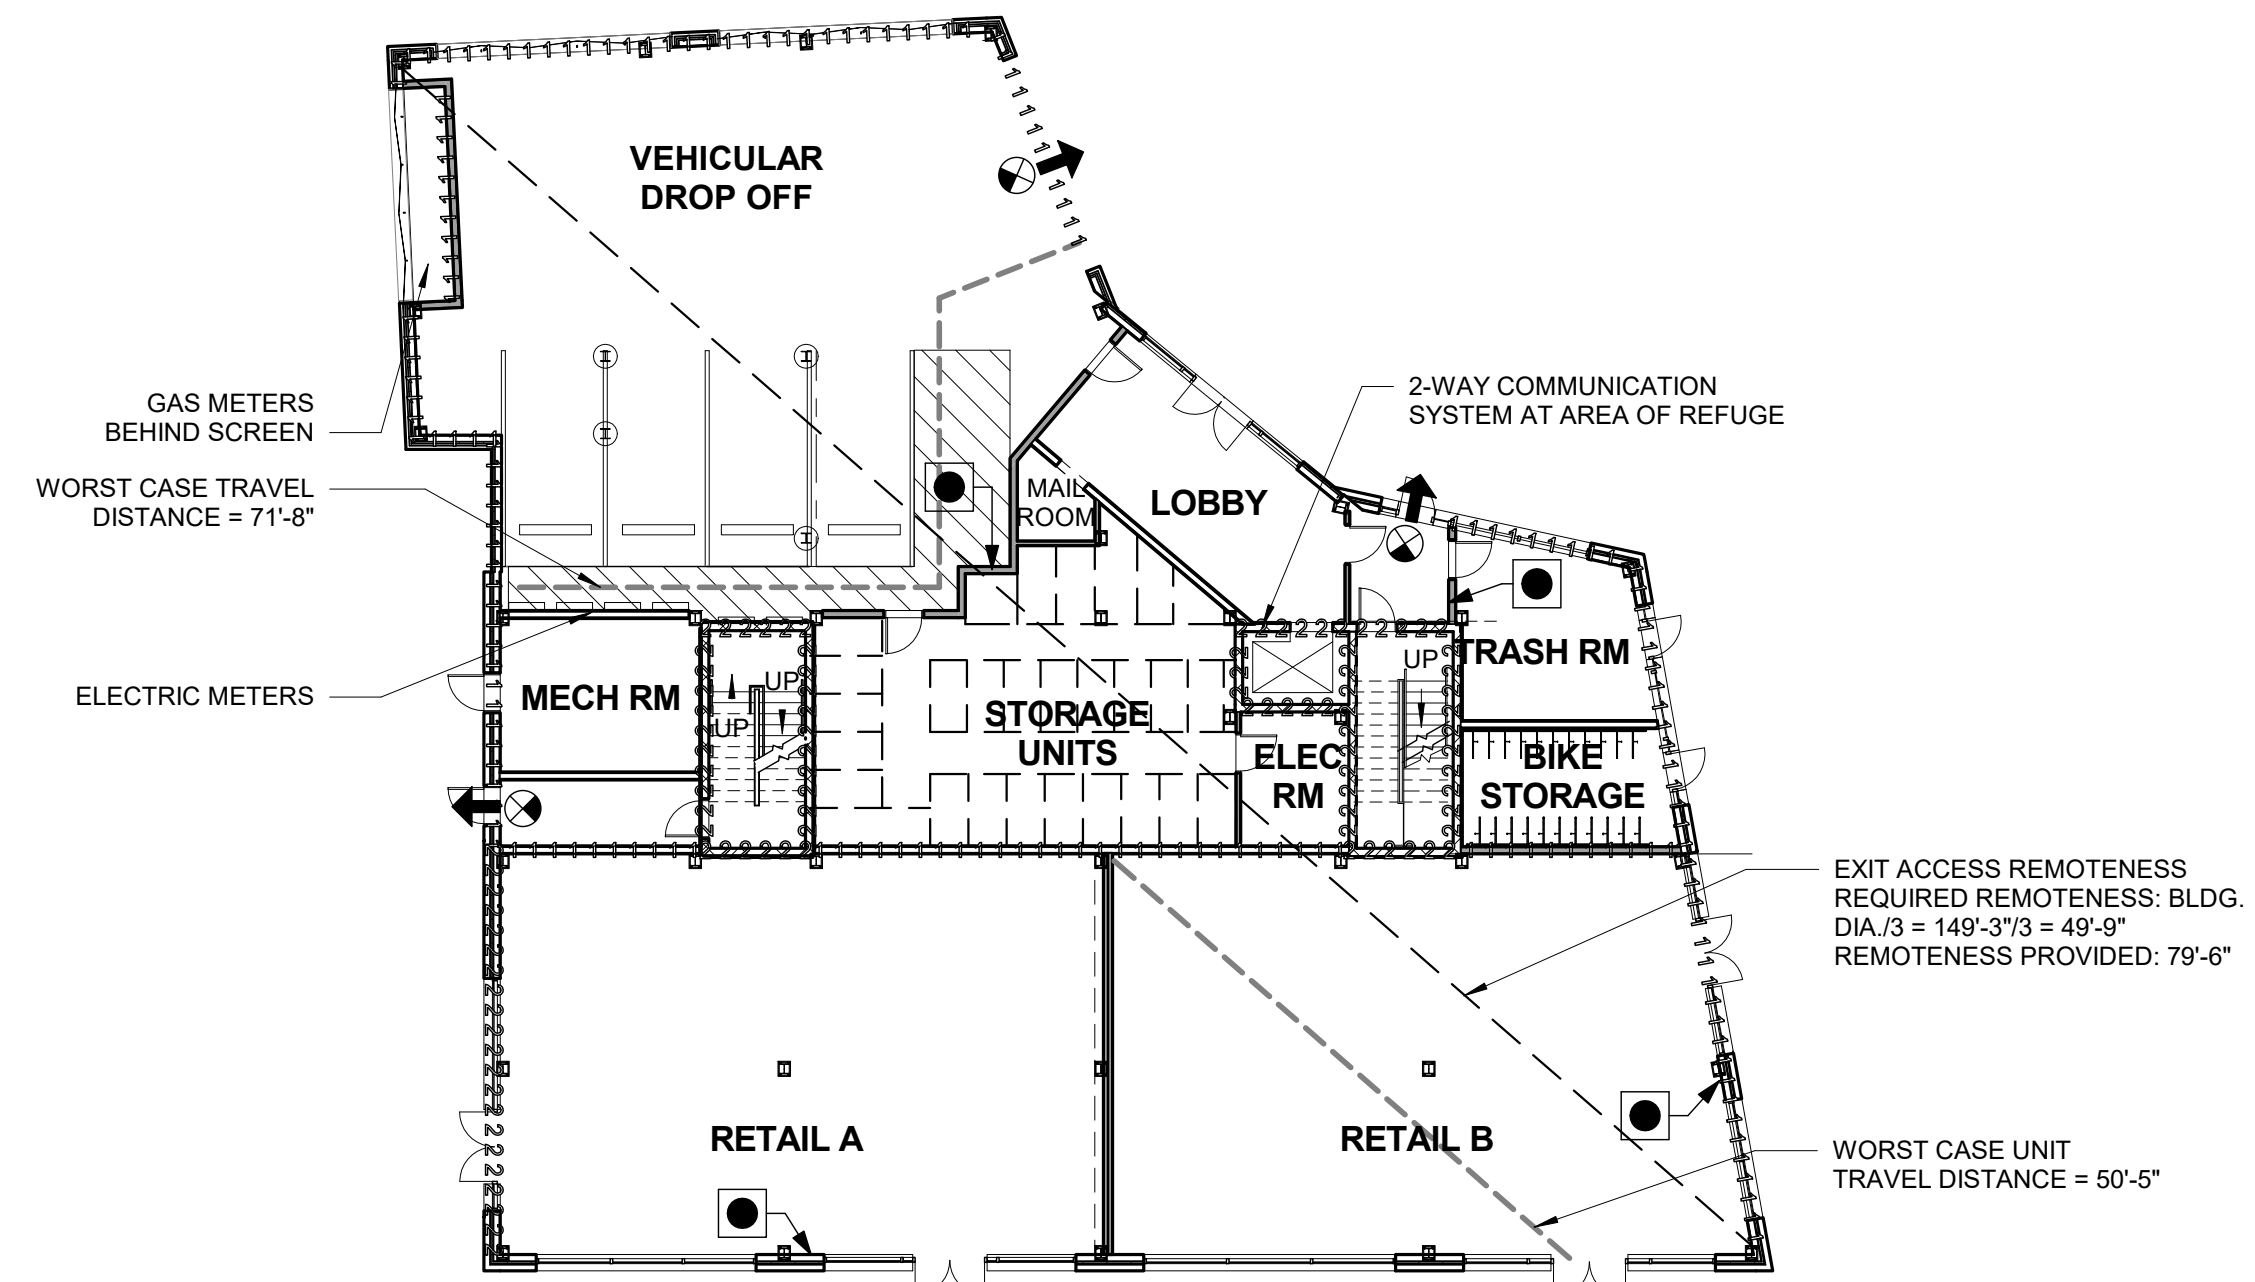 VEHICULAR
DROP OFF
GAS METERS
BEHIND SCREEN
2-WAY COMMUNICATION
SYSTEM AT AREA OF REFUGE
WORST CASE TRAVEL
DISTANCE = 71'-8"
MAIL
ROOM
LOBBY
ELECTRIC METERS
MECH RM
UP
UP
STORAGE
UNITS
ELEC
RM
UP
TRASH RM
BIKE
STORAGE
EXIT ACCESS REMOTENESS
REQUIRED REMOTENESS: BLDG.
DIA./3 = 149'-3"/3 = 49'-9"
REMOTENESS PROVIDED: 79'-6"
RETAIL A
RETAIL B
WORST CASE UNIT
TRAVEL DISTANCE = 50'-5"